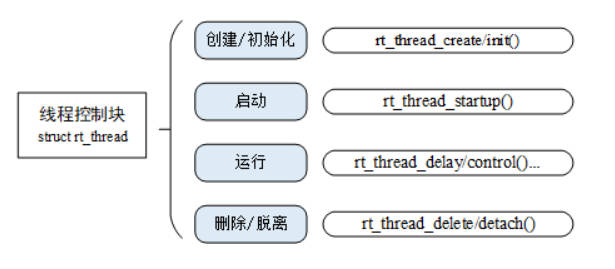 线程控制块
struct rt_thread
创建/初始化
rt_thread_create/init()
启动
rt_thread_startup()
运行
rt_thread_delay/control()...
删除/脱离
rt_thread_delete/detach()